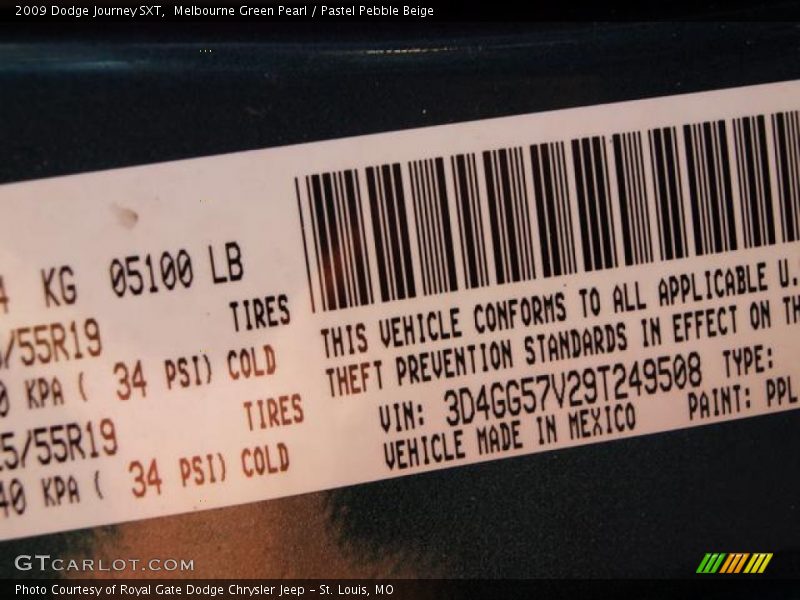 2009 Dodge Journey SXT,  Melbourne Green Pearl / Pastel Pebble Beige
KG 05100 LB
TIRES
/55R19
KPA ( 34 PSI) COLD
TIRES
5/55R19
40 KPA ( 34 PSI) COLD
THIS VEHICLE CONFORMS TO ALL APPLICABLE U.
THEFT PREVENTION STANDARDS IN EFFECT ON TH
VIN: 3D4GG57V29T249508 TYPE:
VEHICLE MADE IN MEXICO PAINT: PPL
GTCARLOT.COM
Photo Courtesy of Royal Gate Dodge Chrysler Jeep – St. Louis, MO